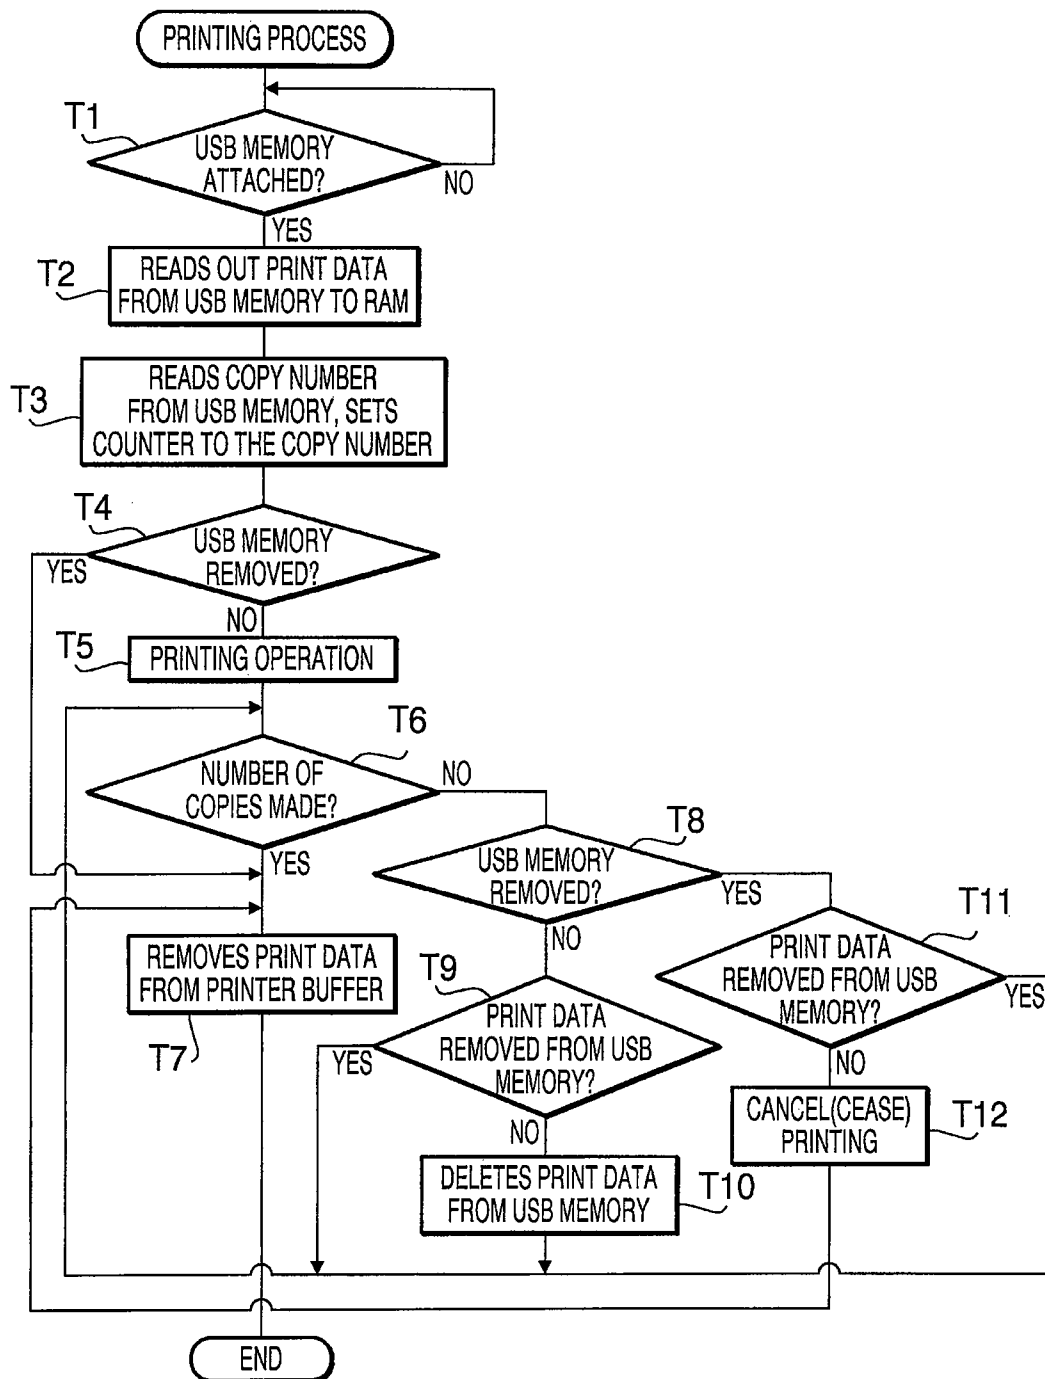 PRINTING PROCESS
T1
USB MEMORY
ATTACHED?
NO
YES
T2
READS OUT PRINT DATA
FROM USB MEMORY TO RAM
T3
READS COPY NUMBER
FROM USB MEMORY, SETS
COUNTER TO THE COPY NUMBER
T4
USB MEMORY
REMOVED?
YES
NO
T5
PRINTING OPERATION
T6
NUMBER OF
COPIES MADE?
NO
YES
T8
USB MEMORY
REMOVED?
YES
NO
T11
PRINT DATA
REMOVED FROM USB
MEMORY?
YES
NO
REMOVES PRINT DATA
FROM PRINTER BUFFER
T7
T9
PRINT DATA
REMOVED FROM USB
MEMORY?
YES
NO
CANCEL(CEASE)
PRINTING
T12
DELETES PRINT DATA
FROM USB MEMORY
T10
END